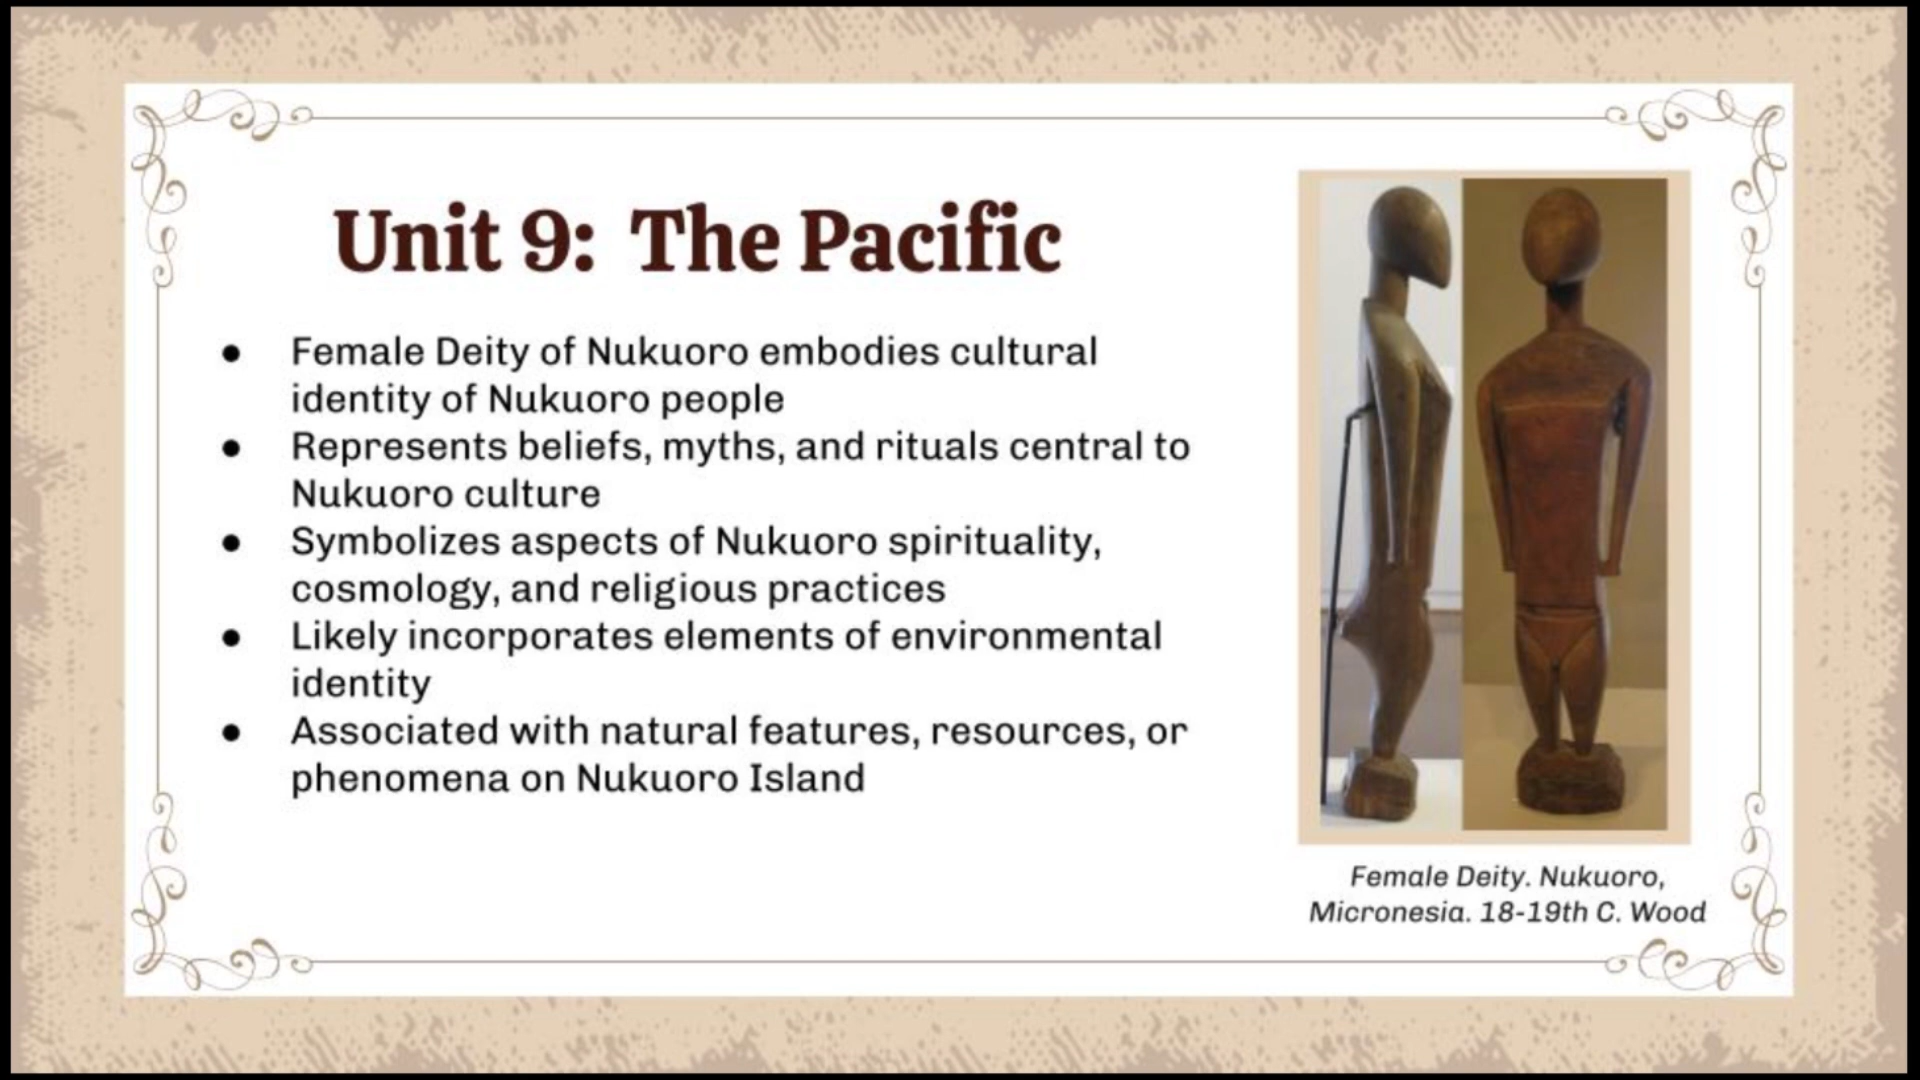 Unit 9: The Pacific
● Female Deity of Nukuoro embodies cultural
identity of Nukuoro people
● Represents beliefs, myths, and rituals central to
Nukuoro culture
● Symbolizes aspects of Nukuoro spirituality,
cosmology, and religious practices
● Likely incorporates elements of environmental
identity
● Associated with natural features, resources, or
phenomena on Nukuoro Island
Female Deity. Nukuoro,
Micronesia. 18-19th C. Wood